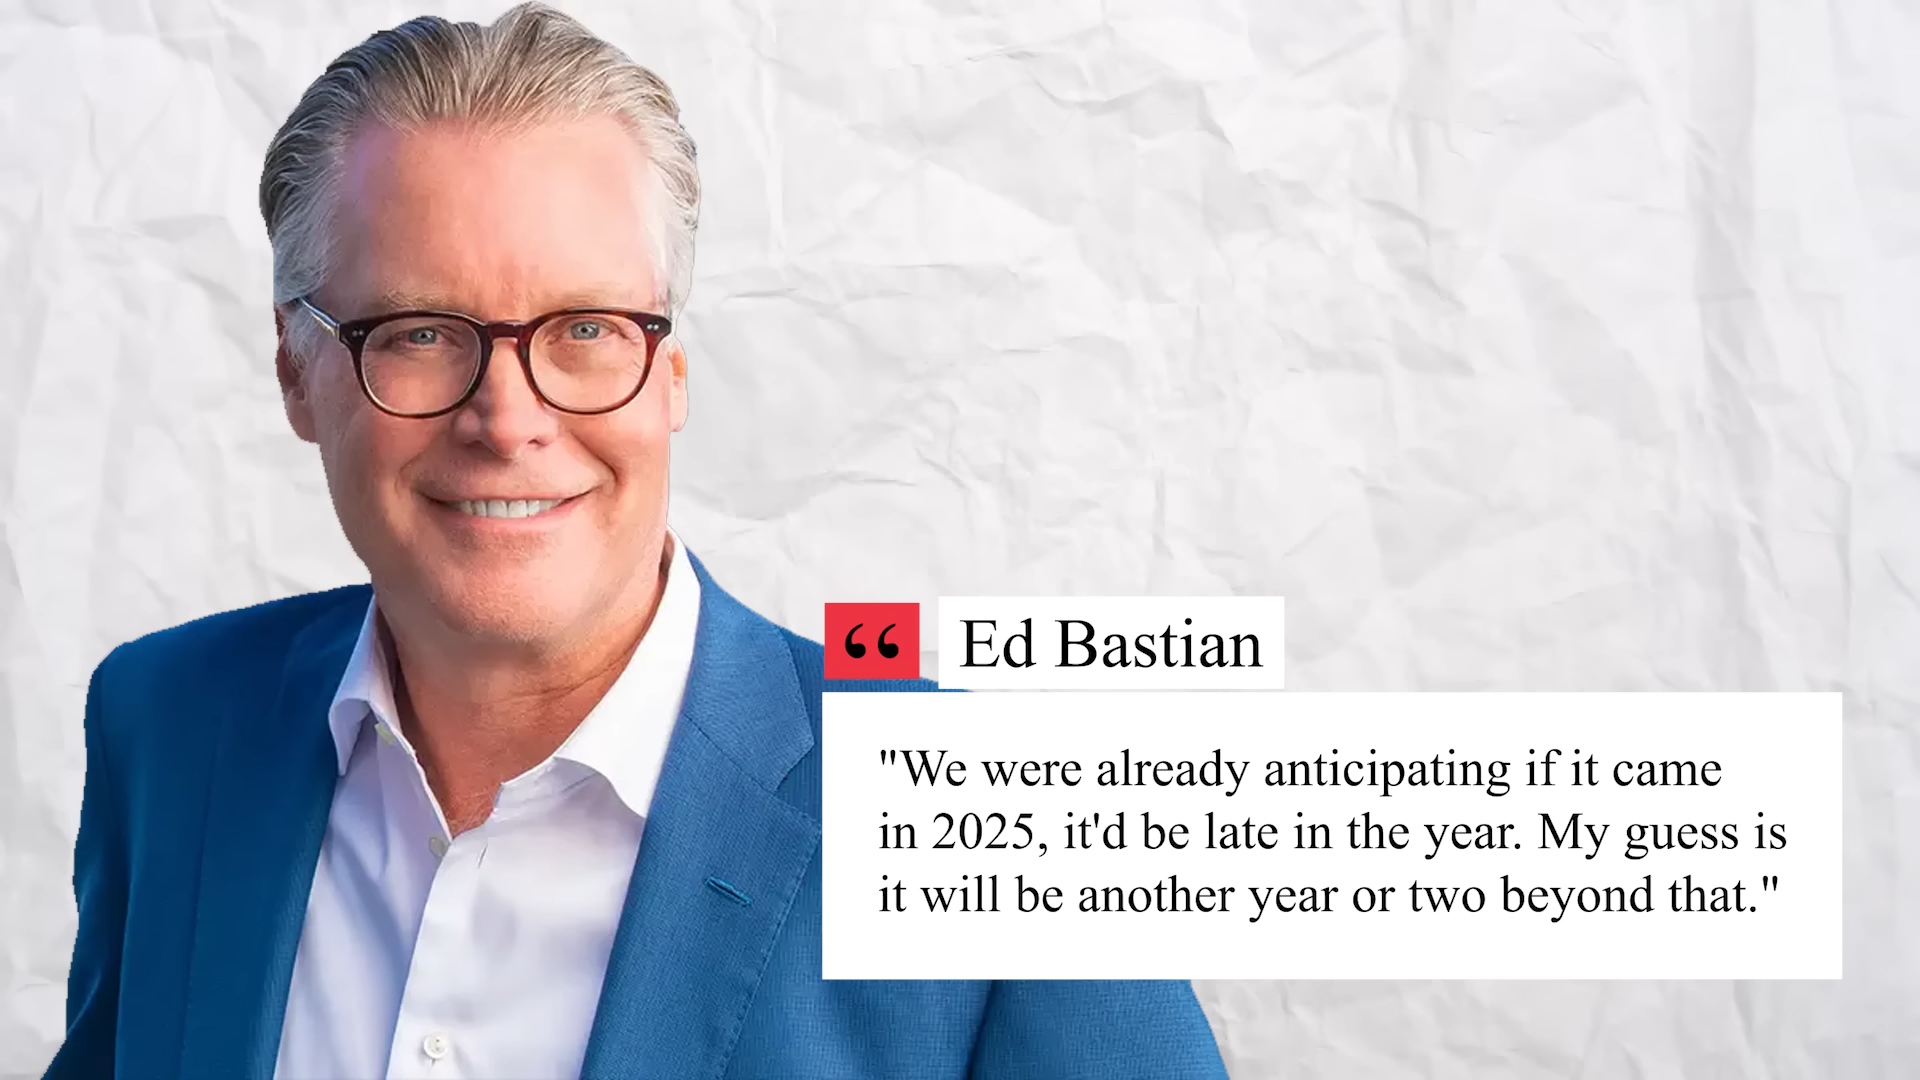 “ Ed Bastian
"We were already anticipating if it came
in 2025, it'd be late in the year. My guess is
it will be another year or two beyond that."